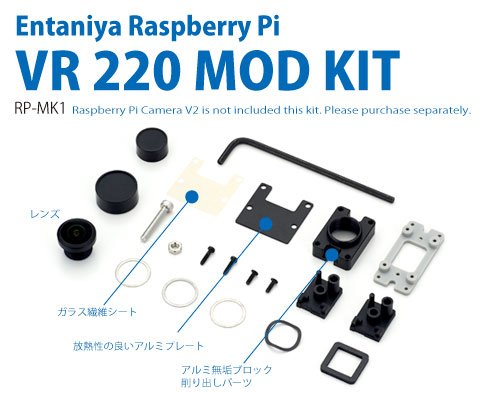 Entaniya Raspberry Pi
VR 220 MOD KIT
RP-MK1 Raspberry Pi Camera V2 is not included this kit. Please purchase separately.
レンズ
ガラス繊維シート
放熱性の良いアルミプレート
アルミ無垢ブロック
削り出しパーツ